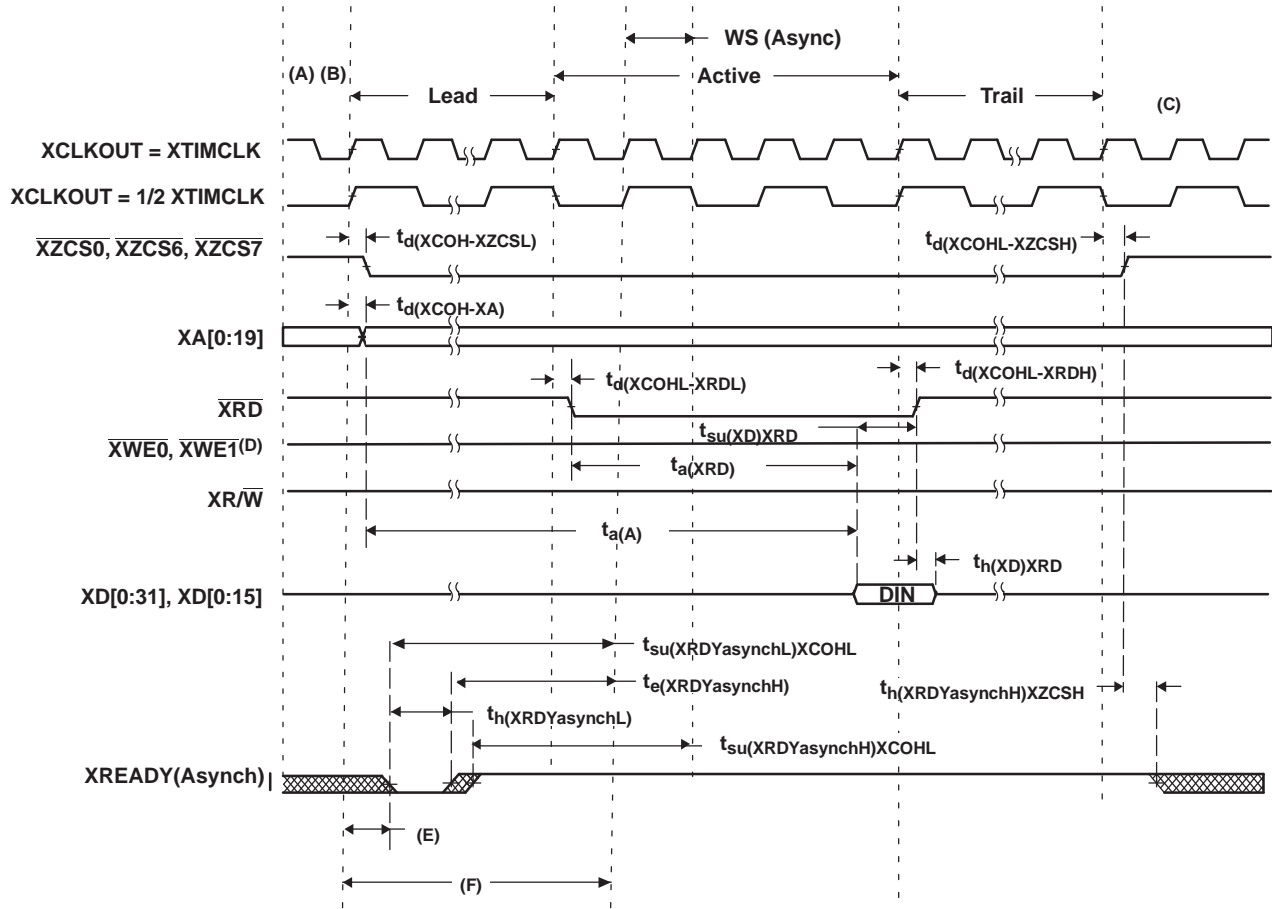 WS (Async)
(A) (B)
Active
Lead
Trail
(C)
XCLKOUT = XTIMCLK
XCLKOUT = 1/2 XTIMCLK
td(XCOH-XZCSL)
td(XCOHL-XZCSH)
XZCS0, XZCS6, XZCS7
td(XCOH-XA)
XA[0:19]
td(XCOHL-XRDL)
td(XCOHL-XRDH)
XRD
tsu(XD)XRD
XWE0, XWE1(D)
ta(XRD)
XR/W
ta(A)
th(XD)XRD
XD[0:31], XD[0:15]
DIN
tsu(XRDYasynchL)XCOHL
te(XRDYasynchH)
th(XRDYasynchH)XZCSH
th(XRDYasynchL)
tsu(XRDYasynchH)XCOHL
XREADY(Asynch)
(E)
(F)